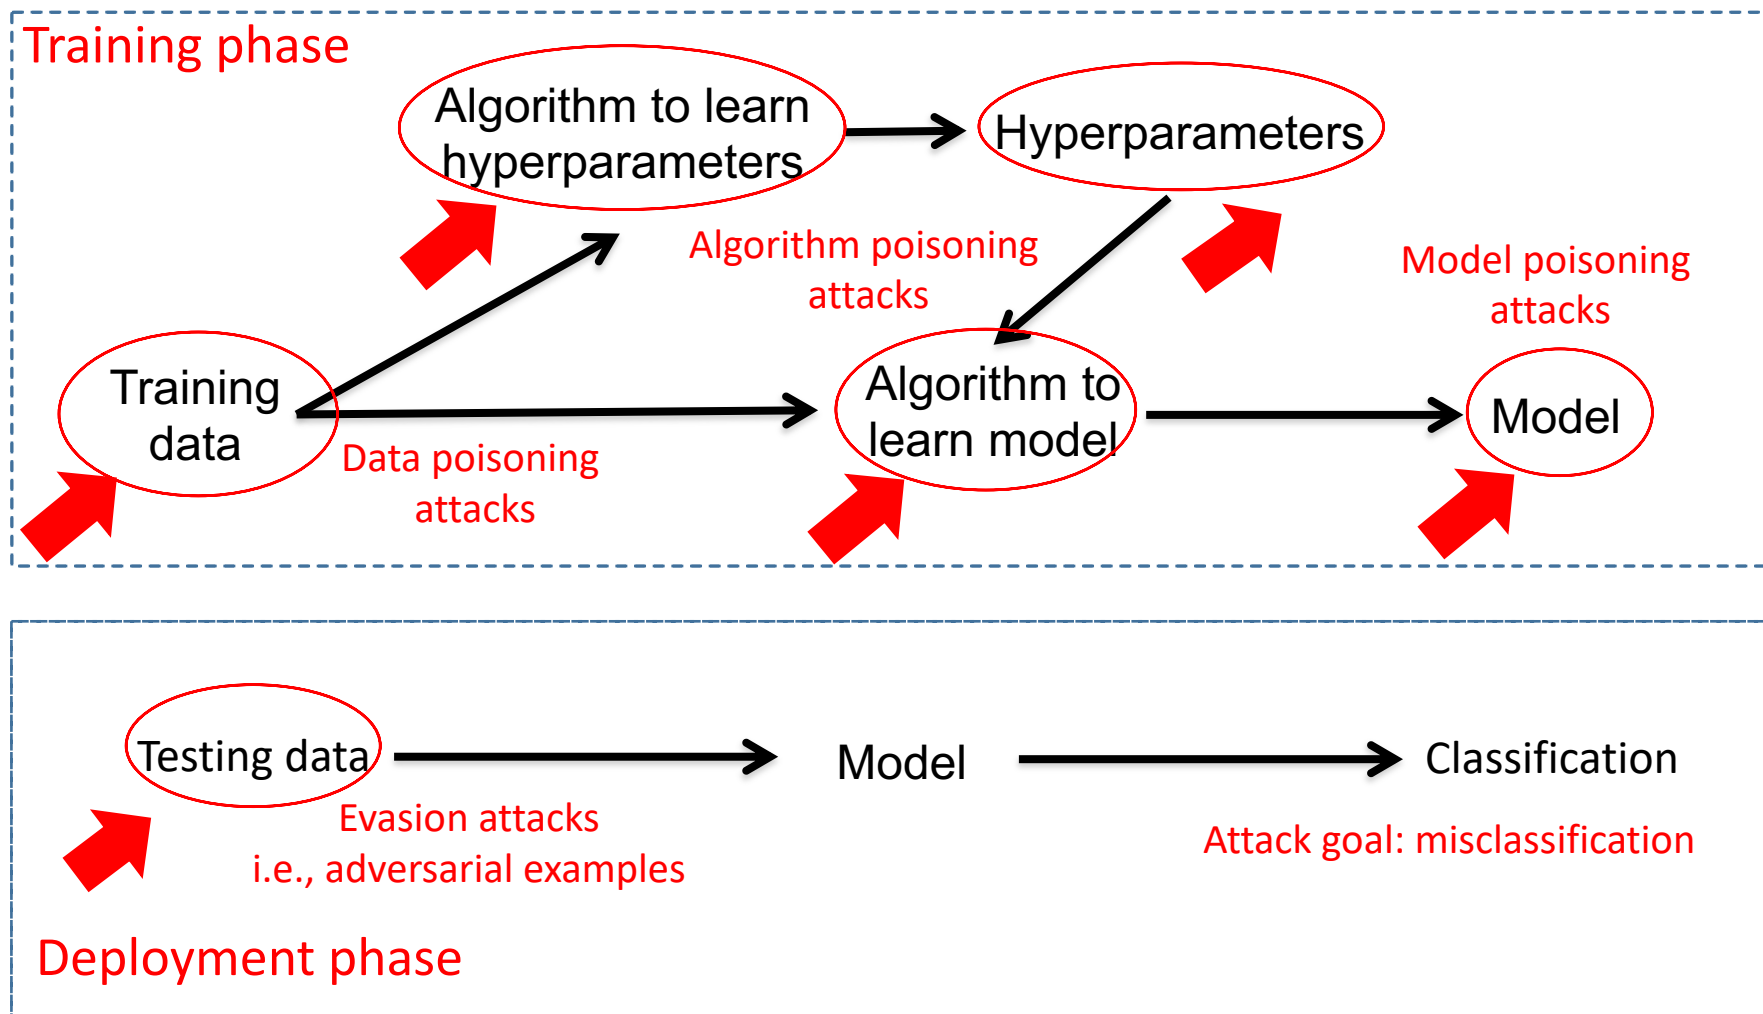 Training phase
Algorithm to learn
hyperparameters
Hyperparameters
Algorithm poisoning
attacks
Model poisoning
attacks
Training
data
Data poisoning
attacks
Algorithm to
learn model
Model
Testing data
Model
Classification
Evasion attacks
i.e., adversarial examples
Attack goal: misclassification
Deployment phase